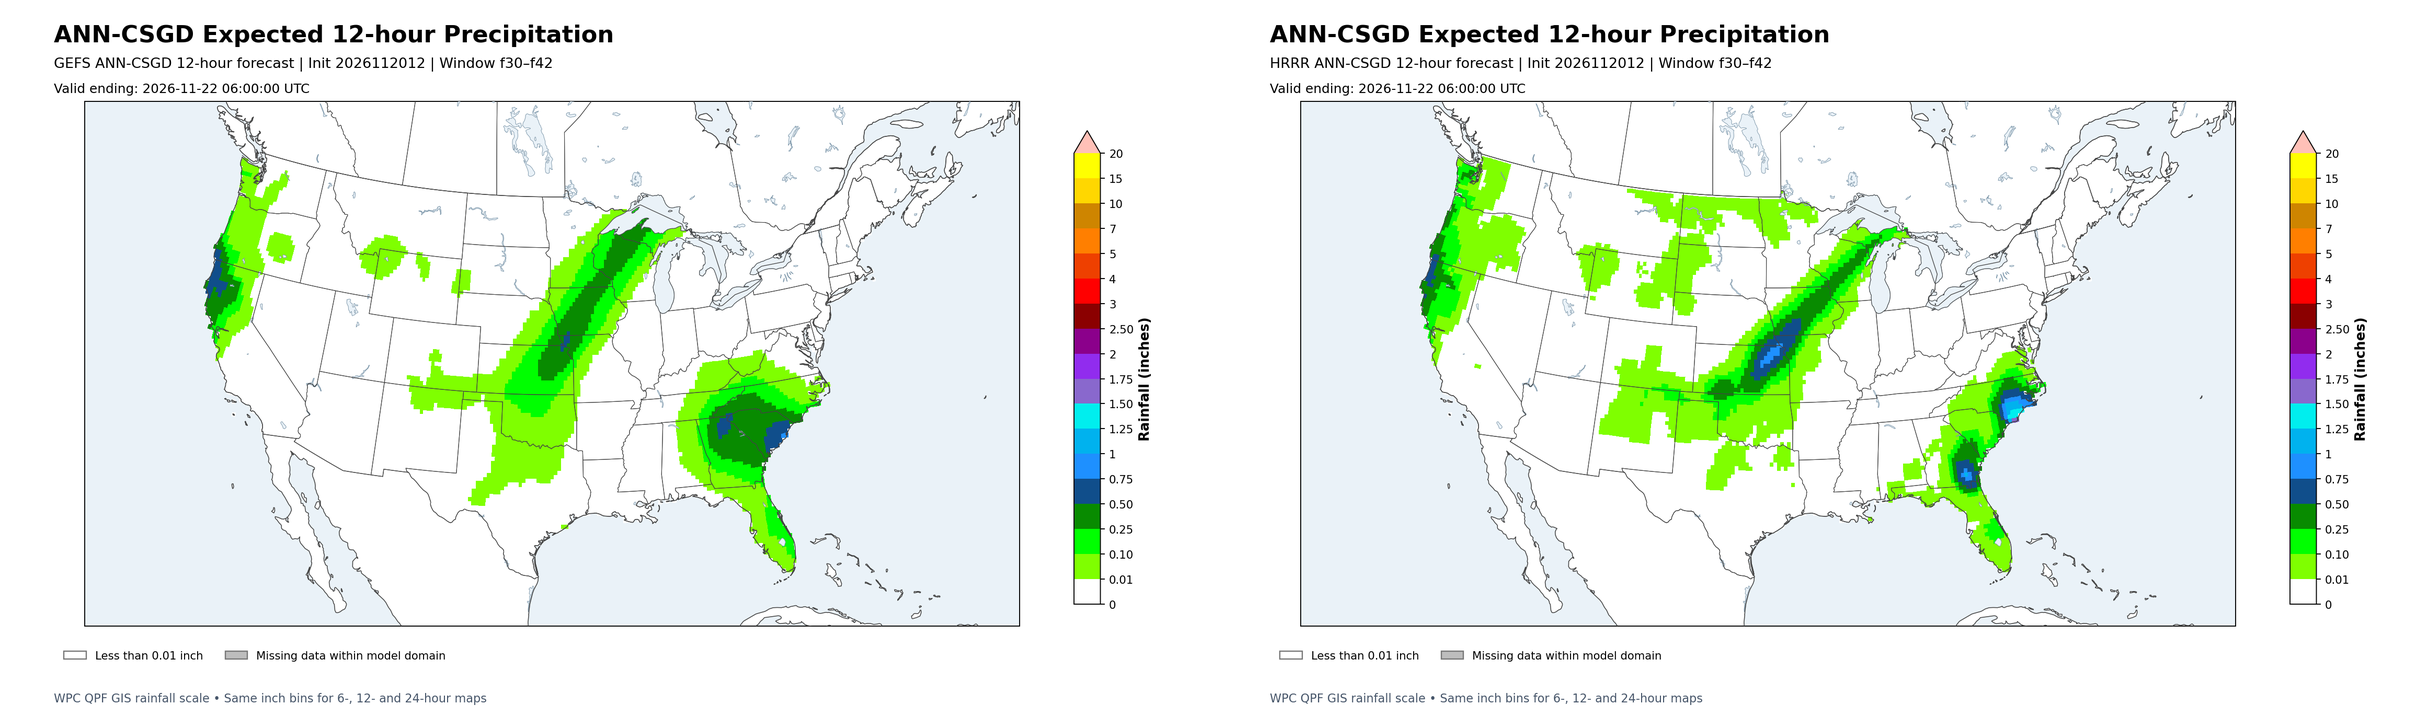 ANN-CSGD Expected 12-hour Precipitation
GEFS ANN-CSGD 12-hour forecast | Init 2026112012 | Window f30–f42
Valid ending: 2026-11-22 06:00:00 UTC
20
15
10
7
5
4
3
2.50
2
1.75
1.50
1.25
1
0.75
0.50
0.25
0.10
0.01
0
Rainfall (inches)
Less than 0.01 inch
Missing data within model domain
WPC QPF GIS rainfall scale • Same inch bins for 6-, 12- and 24-hour maps
ANN-CSGD Expected 12-hour Precipitation
HRRR ANN-CSGD 12-hour forecast | Init 2026112012 | Window f30–f42
Valid ending: 2026-11-22 06:00:00 UTC
20
15
10
7
5
4
3
2.50
2
1.75
1.50
1.25
1
0.75
0.50
0.25
0.10
0.01
0
Rainfall (inches)
Less than 0.01 inch
Missing data within model domain
WPC QPF GIS rainfall scale • Same inch bins for 6-, 12- and 24-hour maps